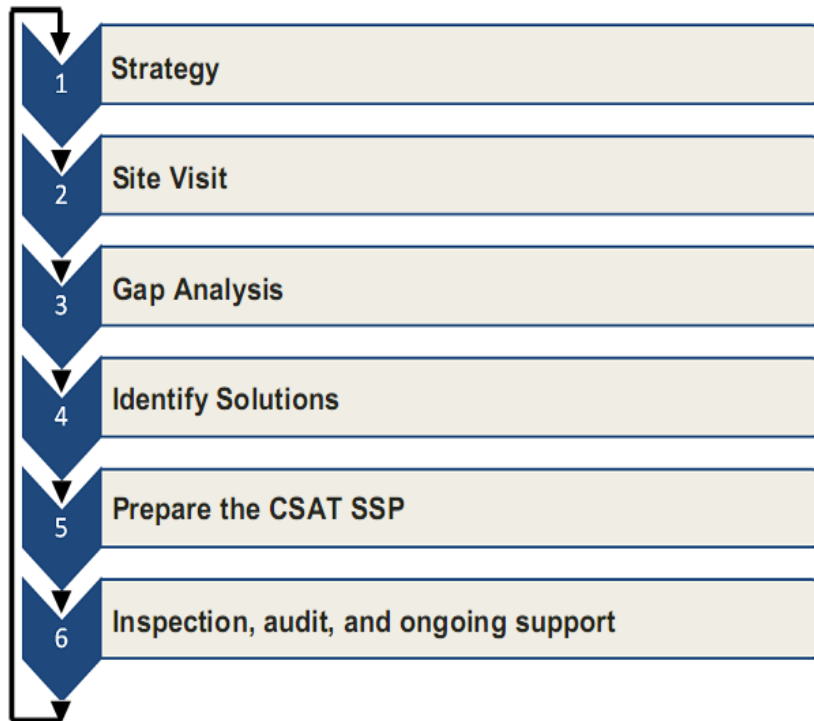 1 Strategy
2 Site Visit
3 Gap Analysis
4 Identify Solutions
5 Prepare the CSAT SSP
6 Inspection, audit, and ongoing support